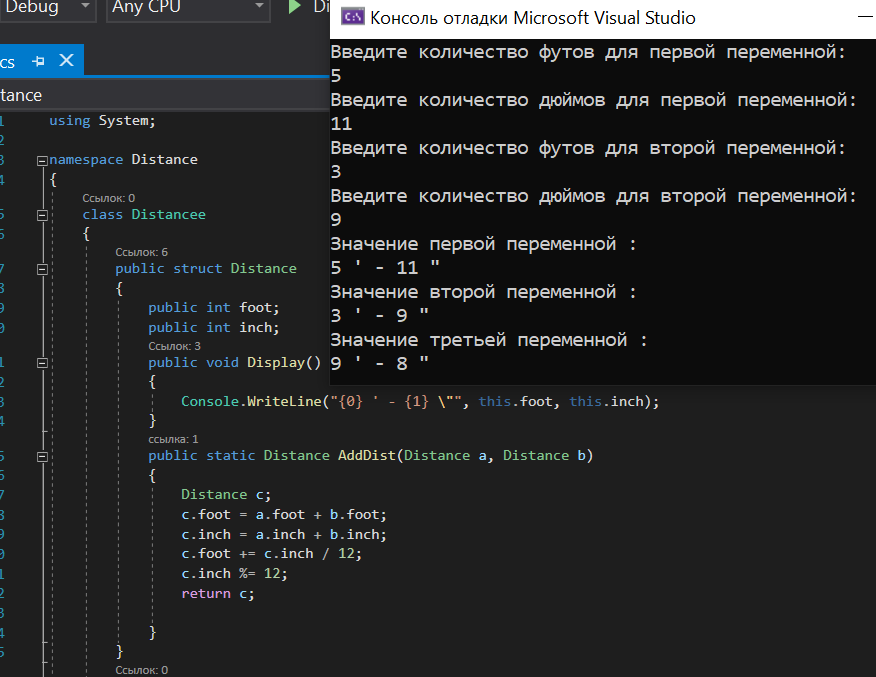 Debug
Any CPU
Консоль отладки Microsoft Visual Studio
cs
tance
Введите количество футов для первой переменной:
5
Введите количество дюймов для первой переменной:
11
Введите количество футов для второй переменной:
3
Введите количество дюймов для второй переменной:
9
Значение первой переменной :
5 ' - 11 "
Значение второй переменной :
3 ' - 9 "
Значение третьей переменной :
9 ' - 8 "
using System;
namespace Distance
{
Ссылок: 0
class Distancee
{
Ссылок: 6
public struct Distance
{
public int foot;
public int inch;
Ссылок: 3
public void Display()
{
Console.WriteLine("{0} ' - {1} \"", this.foot, this.inch);
}
ссылка: 1
public static Distance AddDist(Distance a, Distance b)
{
Distance c;
c.foot = a.foot + b.foot;
c.inch = a.inch + b.inch;
c.foot += c.inch / 12;
c.inch %= 12;
return c;
}
}
Ссылок: 0